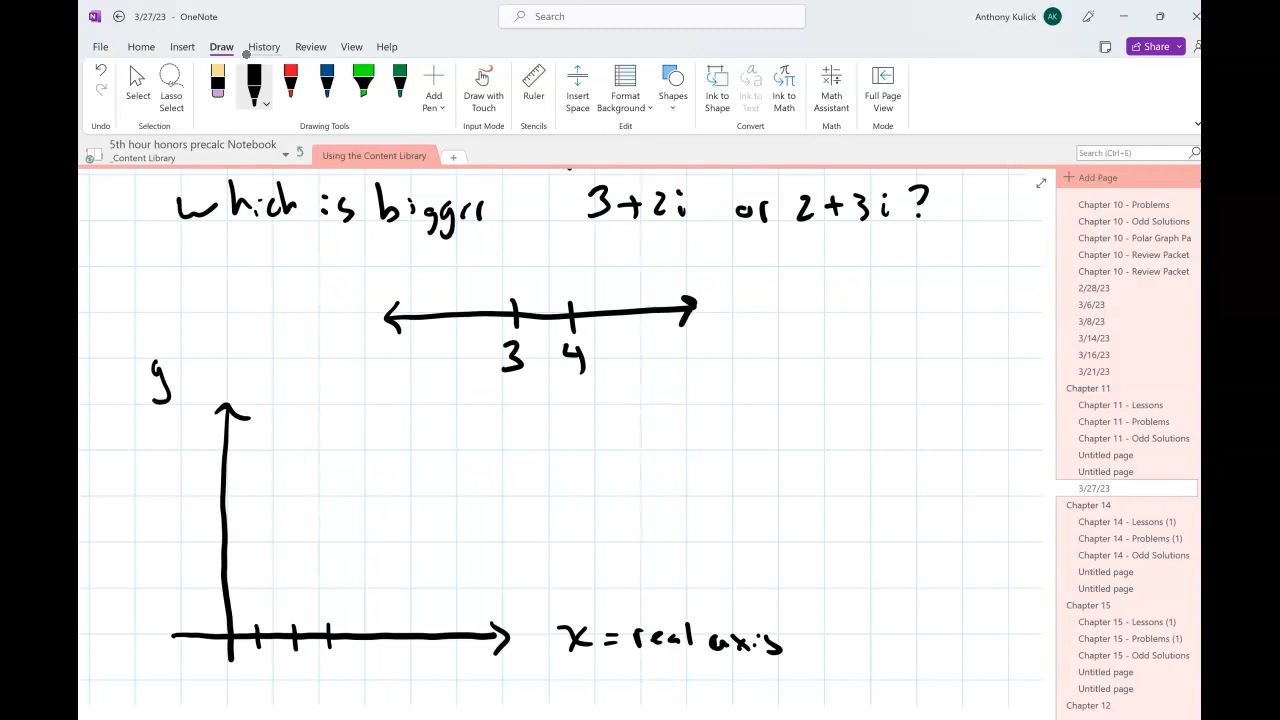 3/27/23 - OneNote
Search
Anthony Kulick
AK
File Home Insert Draw History Review View Help
Share
Select
Lasso Select
Add Pen
Draw with Touch
Ruler
Insert Space
Format Background
Shapes
Ink to Shape
Ink to Text
Ink to Math
Math Assistant
Full Page View
Undo
Selection
Drawing Tools
Input Mode
Stencils
Edit
Convert
Math
Mode
5th hour honors precalc Notebook
_Content Library
Using the Content Library
Search (Ctrl+E)
Add Page
Chapter 10 - Problems
Chapter 10 - Odd Solutions
Chapter 10 - Polar Graph Pa
Chapter 10 - Review Packet
Chapter 10 - Review Packet
2/28/23
3/6/23
3/8/23
3/14/23
3/16/23
3/21/23
Chapter 11
Chapter 11 - Lessons
Chapter 11 - Problems
Chapter 11 - Odd Solutions
Untitled page
Untitled page
3/27/23
Chapter 14
Chapter 14 - Lessons (1)
Chapter 14 - Problems (1)
Chapter 14 - Odd Solutions
Untitled page
Untitled page
Chapter 15
Chapter 15 - Lessons (1)
Chapter 15 - Problems (1)
Chapter 15 - Odd Solutions
Untitled page
Untitled page
Chapter 12
which is biggrr 3+2i or 2+3i?
3 4
y
x = real axis